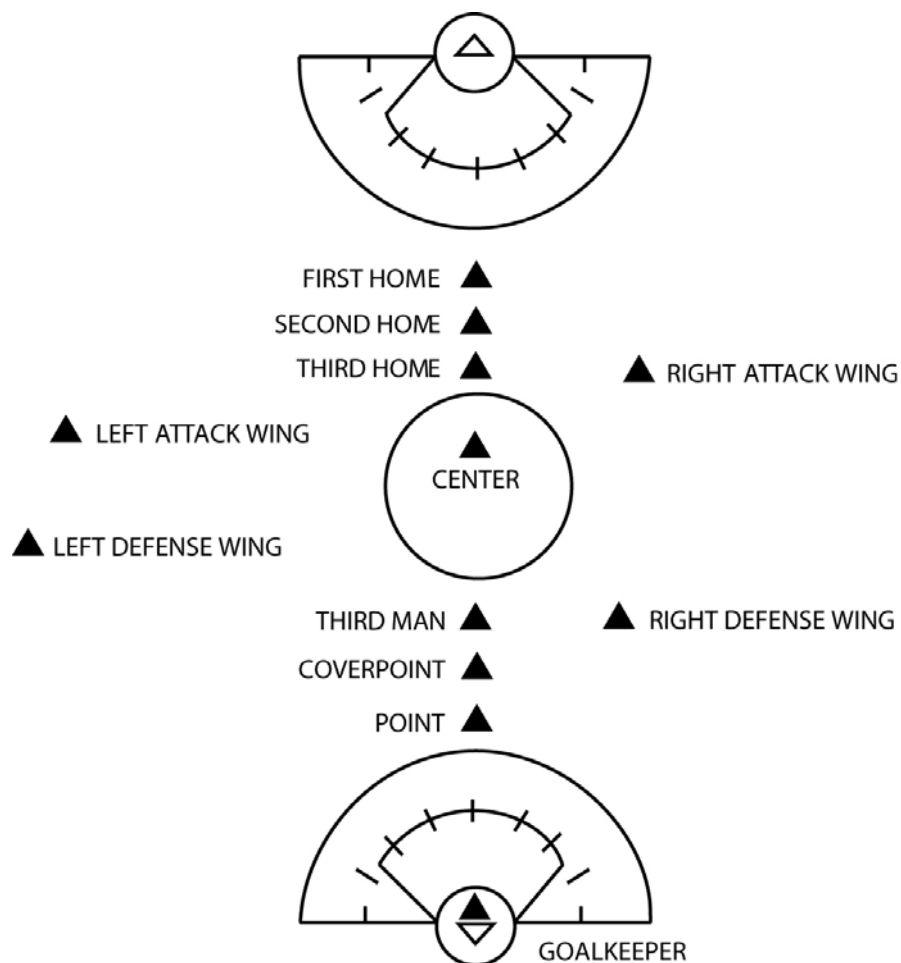 FIRST HOME
SECOND HOME
THIRD HOME
RIGHT ATTACK WING
LEFT ATTACK WING
CENTER
LEFT DEFENSE WING
THIRD MAN
RIGHT DEFENSE WING
COVERPOINT
POINT
GOALKEEPER